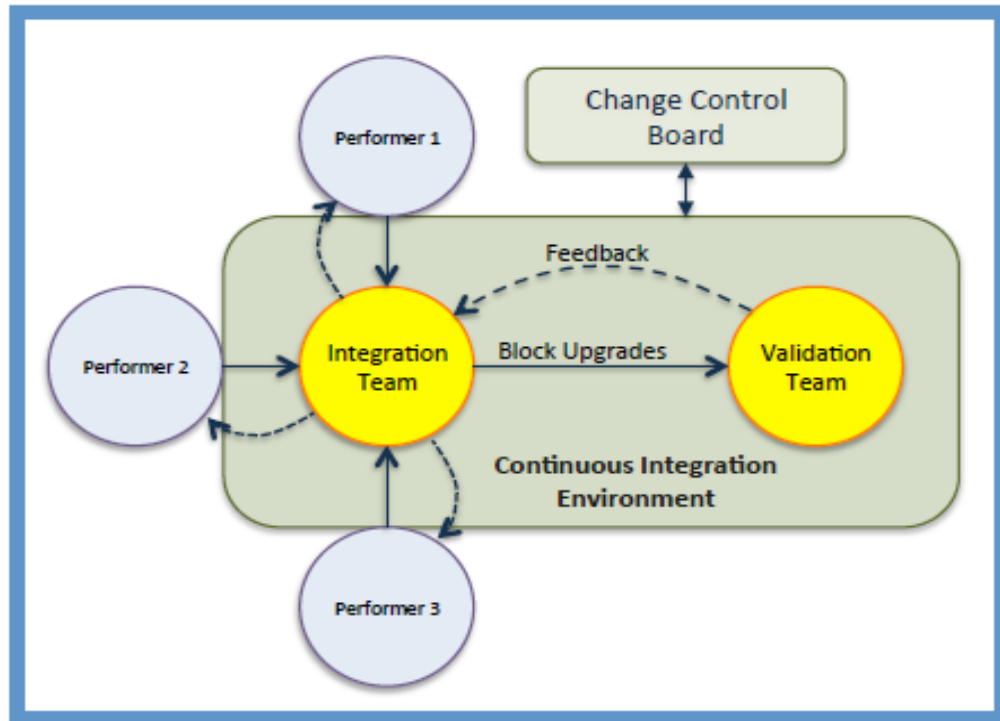 Performer 1
Change Control
Board
Feedback
Performer 2
Integration
Team
Block Upgrades
Validation
Team
Continuous Integration
Environment
Performer 3